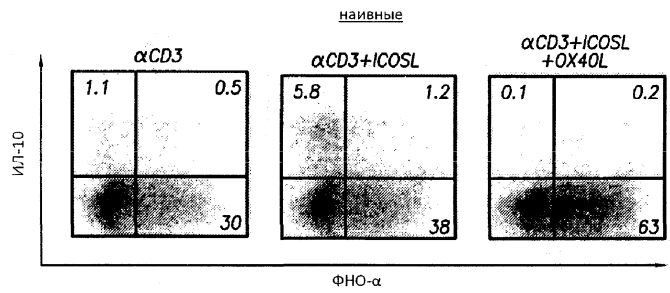 наивные
αCD3
αCD3+ICOSL
αCD3+ICOSL
+OX40L
1.1 0.5
5.8 1.2
0.1 0.2
30
38
63
ИЛ-10
ФНО-α